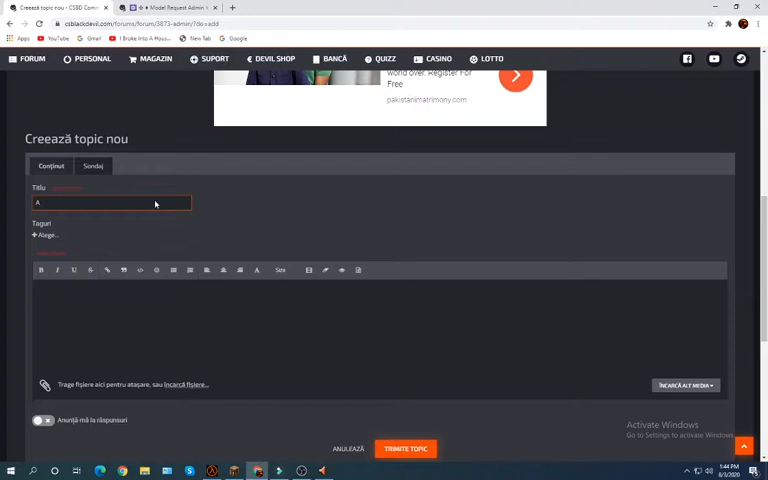 Creează topic nou - CSBD Comm
Model Request Admin
csblackdevil.com/forums/forum/3873-admin/?do=add
Apps
YouTube
Gmail
I Broke Into A Hous...
New Tab
Google
FORUM
PERSONAL
MAGAZIN
SUPORT
DEVIL SHOP
BANCĂ
QUIZZ
CASINO
LOTTO
world over. Register For
Free
pakistanimatrimony.com
Creează topic nou
Conținut
Sondaj
Titlu
A
Taguri
+ Alege...
B I U S
A
Size
Trage fișiere aici pentru atașare, sau încarcă fișiere...
ÎNCARCĂ ALT MEDIA
Anunță-mă la răspunsuri
Activate Windows
Go to Settings to activate Windows.
ANULEAZĂ
TRIMITE TOPIC
1:44 PM
8/3/2020